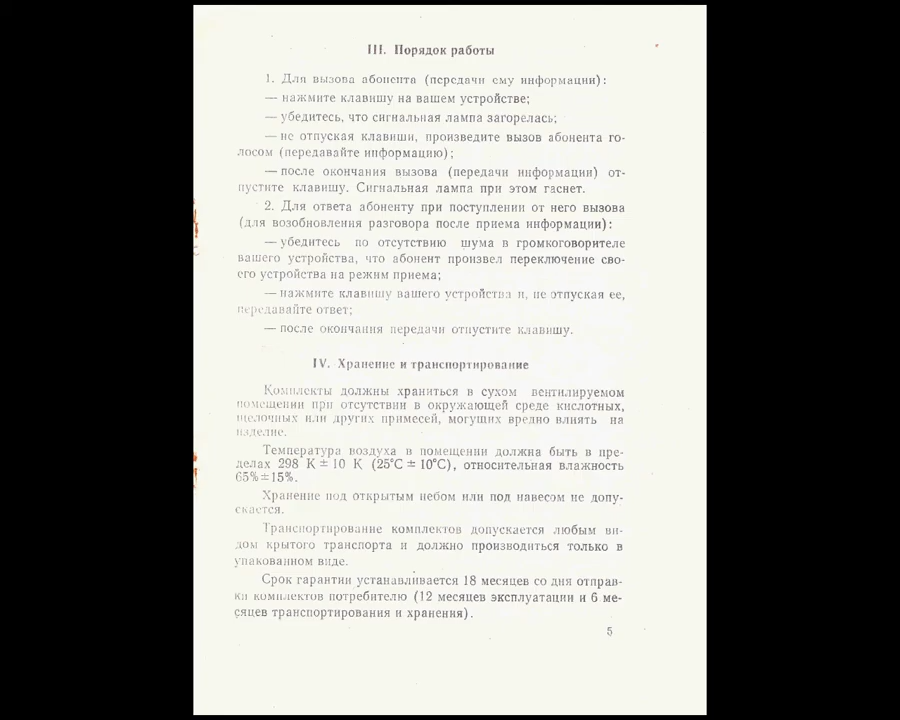 III. Порядок работы
1. Для вызова абонента (передачи ему информации):
— нажмите клавишу на вашем устройстве;
— убедитесь, что сигнальная лампа загорелась;
— не отпуская клавиши, произведите вызов абонента го-
лосом (передавайте информацию);
— после окончания вызова (передачи информации) от-
пустите клавишу. Сигнальная лампа при этом гаснет.
2. Для ответа абоненту при поступлении от него вызова
(для возобновления разговора после приема информации):
— убедитесь по отсутствию шума в громкоговорителе
вашего устройства, что абонент произвел переключение сво-
его устройства на режим приема;
— нажмите клавишу вашего устройства и, не отпуская ее,
передавайте ответ;
— после окончания передачи отпустите клавишу.
IV. Хранение и транспортирование
Комплекты должны храниться в сухом вентилируемом
помещении при отсутствии в окружающей среде кислотных,
щелочных или других примесей, могущих вредно влиять на
изделие.
Температура воздуха в помещении должна быть в пре-
делах 298 К ± 10 К (25°С ± 10°С), относительная влажность
65%±15%.
Хранение под открытым небом или под навесом не допу-
скается.
Транспортирование комплектов допускается любым ви-
дом крытого транспорта и должно производиться только в
упакованном виде.
Срок гарантии устанавливается 18 месяцев со дня отправ-
ки комплектов потребителю (12 месяцев эксплуатации и 6 ме-
сяцев транспортирования и хранения).
5